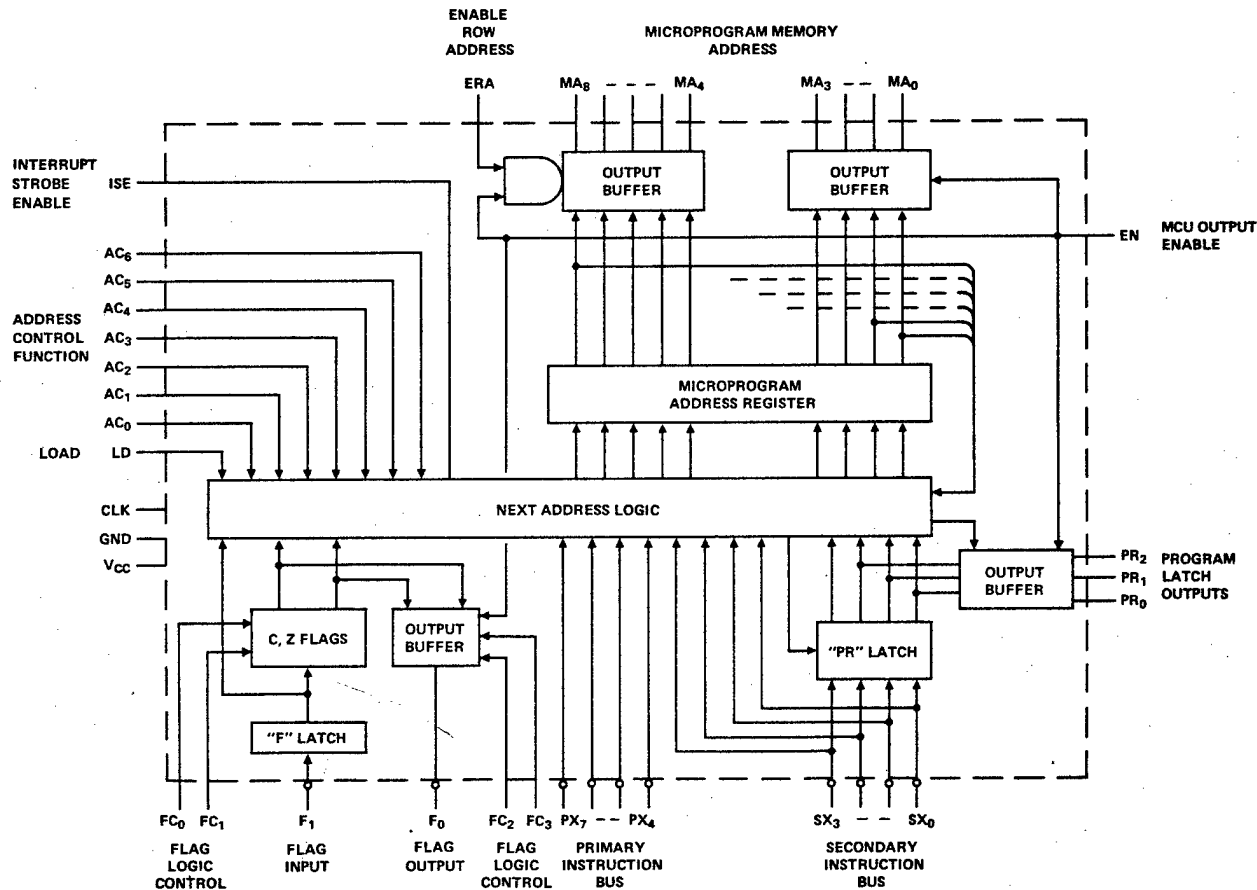 ENABLE
ROW
ADDRESS
MICROPROGRAM MEMORY
ADDRESS
ERA
MA8
MA4
MA3
MA0
INTERRUPT
STROBE
ENABLE
ISE
OUTPUT
BUFFER
OUTPUT
BUFFER
EN
MCU OUTPUT
ENABLE
ADDRESS
CONTROL
FUNCTION
AC6
AC5
AC4
AC3
AC2
AC1
AC0
MICROPROGRAM
ADDRESS REGISTER
LOAD
LD
CLK
GND
VCC
NEXT ADDRESS LOGIC
C, Z FLAGS
OUTPUT
BUFFER
"PR" LATCH
OUTPUT
BUFFER
PR2
PR1
PR0
PROGRAM
LATCH
OUTPUTS
"F" LATCH
FC0
FC1
F1
F0
FC2
FC3
PX7
PX4
SX3
SX0
FLAG
LOGIC
CONTROL
FLAG
INPUT
FLAG
OUTPUT
FLAG
LOGIC
CONTROL
PRIMARY
INSTRUCTION
BUS
SECONDARY
INSTRUCTION
BUS